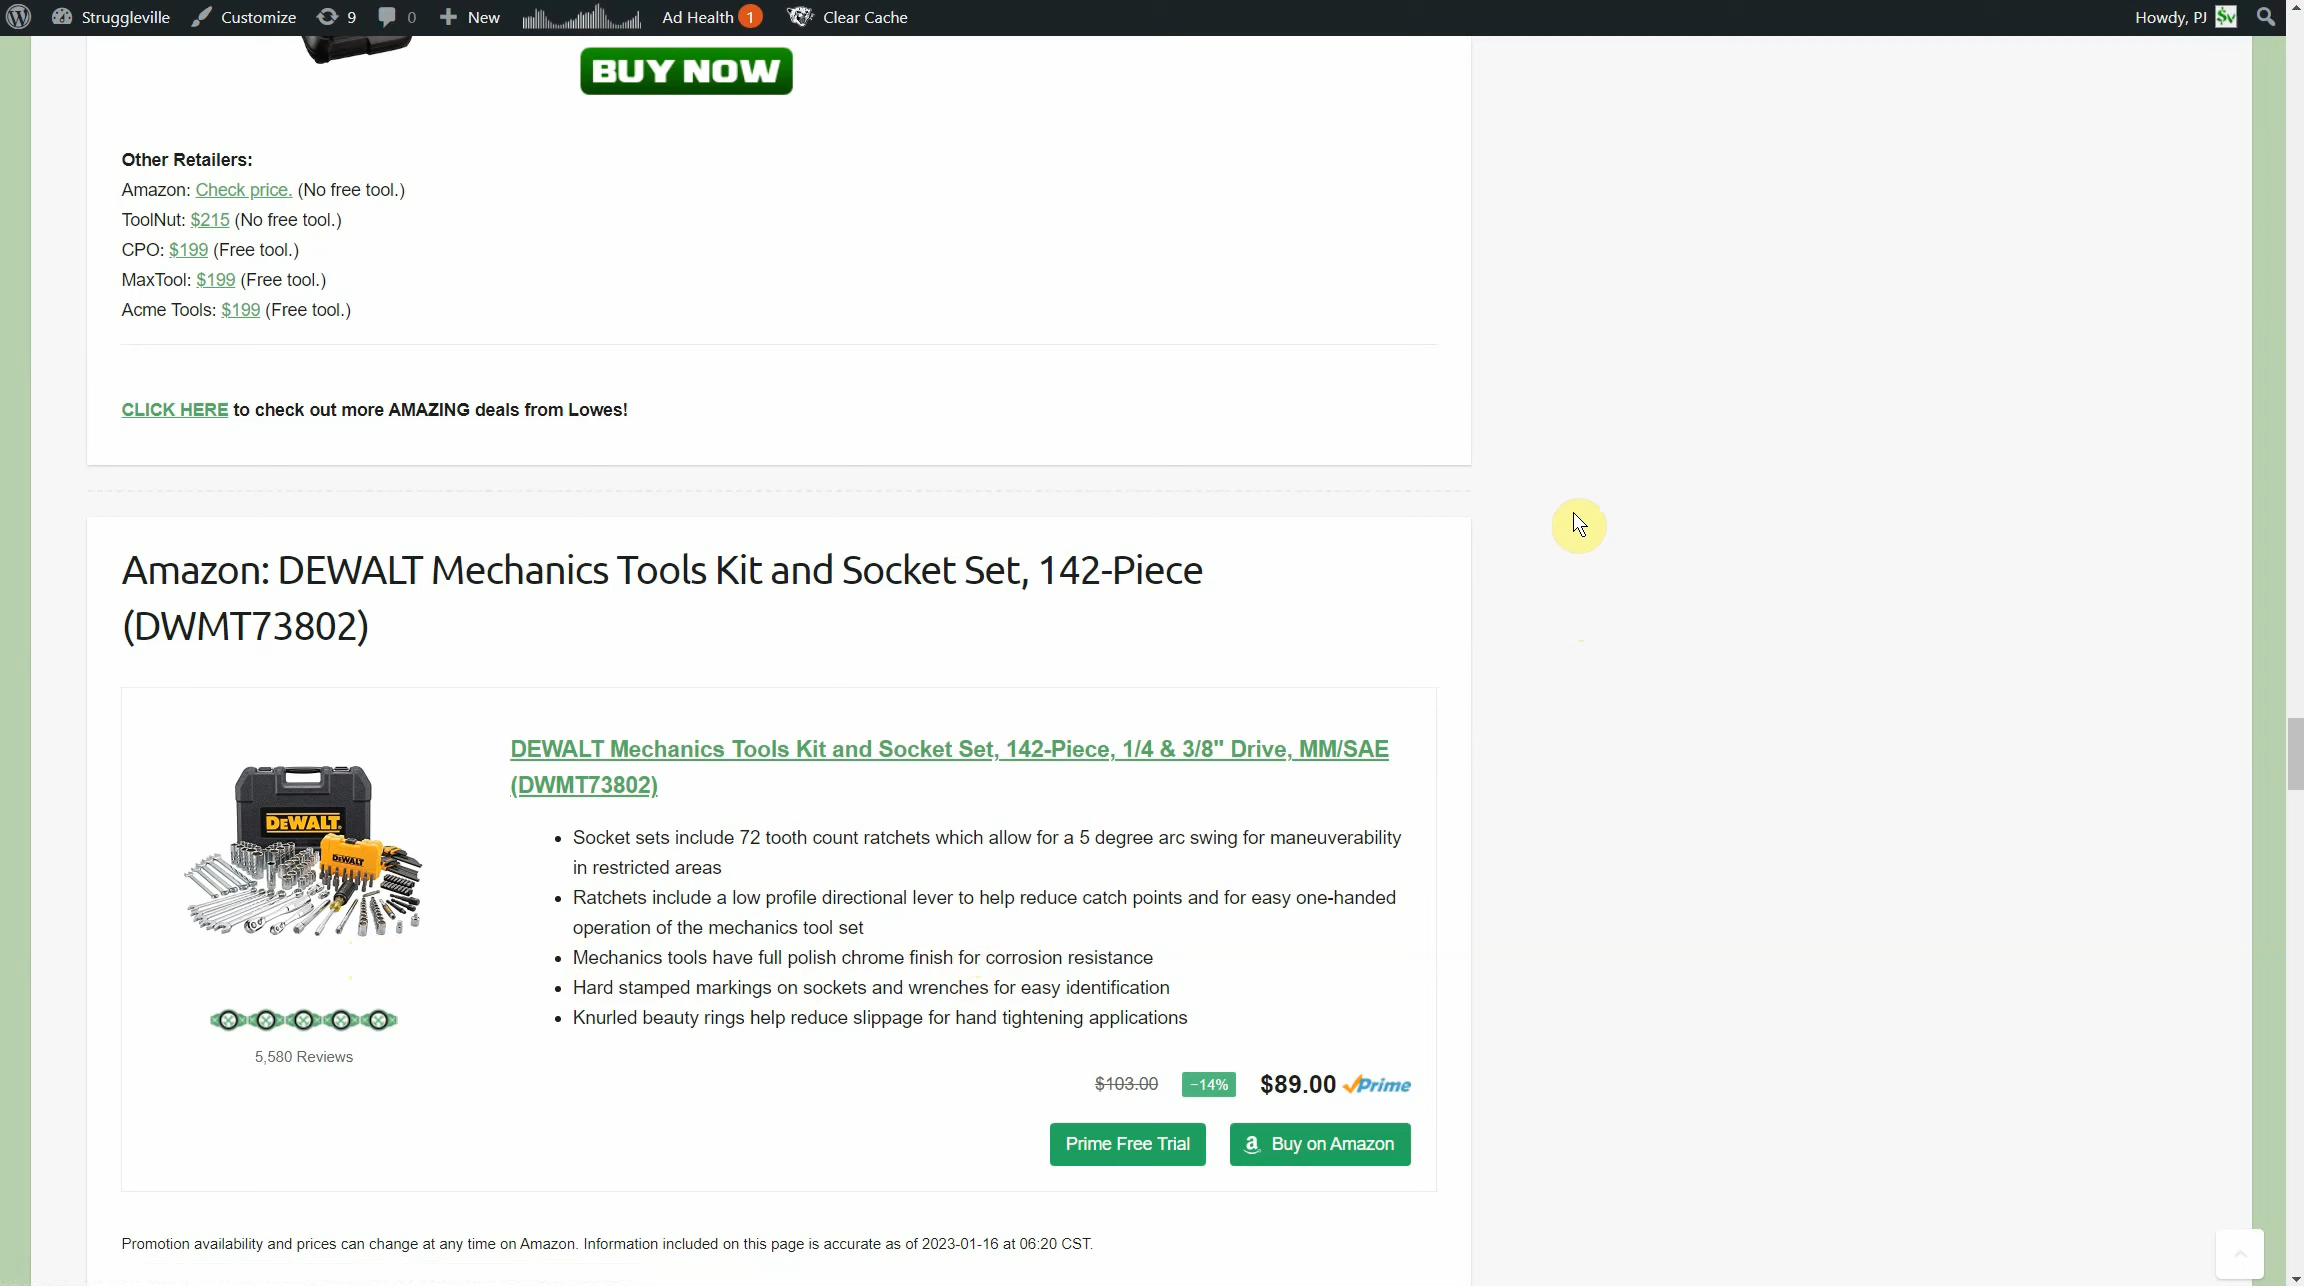 Struggleville Customize 9 0 New Ad Health 1 Clear Cache Howdy, PJ
BUY NOW
Other Retailers:
Amazon: Check price. (No free tool.)
ToolNut: $215 (No free tool.)
CPO: $199 (Free tool.)
MaxTool: $199 (Free tool.)
Acme Tools: $199 (Free tool.)
CLICK HERE to check out more AMAZING deals from Lowes!
Amazon: DEWALT Mechanics Tools Kit and Socket Set, 142-Piece
(DWMT73802)
DEWALT Mechanics Tools Kit and Socket Set, 142-Piece, 1/4 & 3/8" Drive, MM/SAE
(DWMT73802)
DEWALT
DEWALT
• Socket sets include 72 tooth count ratchets which allow for a 5 degree arc swing for maneuverability
in restricted areas
• Ratchets include a low profile directional lever to help reduce catch points and for easy one-handed
operation of the mechanics tool set
• Mechanics tools have full polish chrome finish for corrosion resistance
• Hard stamped markings on sockets and wrenches for easy identification
• Knurled beauty rings help reduce slippage for hand tightening applications
5,580 Reviews
$103.00 −14% $89.00 Prime
Prime Free Trial Buy on Amazon
Promotion availability and prices can change at any time on Amazon. Information included on this page is accurate as of 2023-01-16 at 06:20 CST.